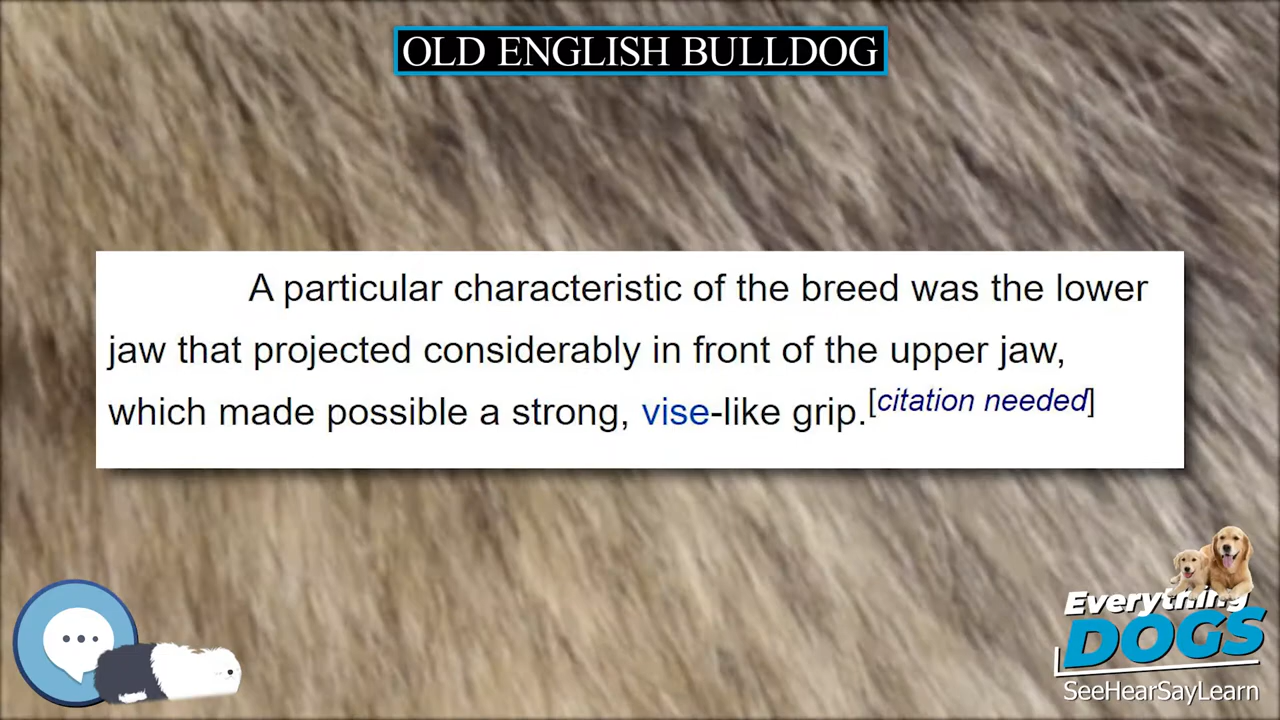 OLD ENGLISH BULLDOG
A particular characteristic of the breed was the lower
jaw that projected considerably in front of the upper jaw,
which made possible a strong, vise-like grip.[citation needed]
Everything
DOGS
SeeHearSayLearn